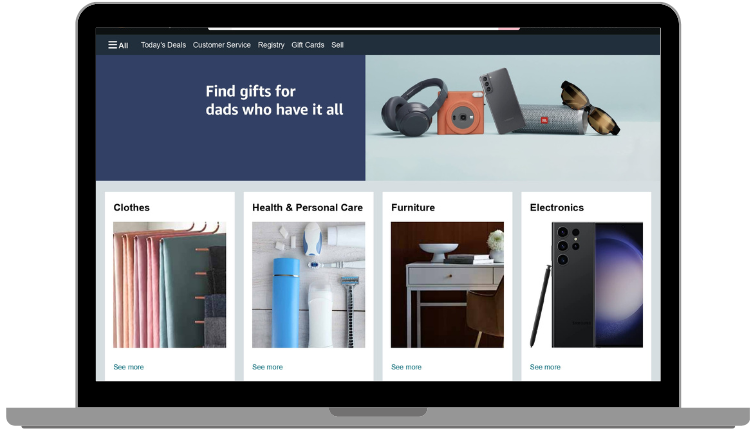 All Today's Deals Customer Service Registry Gift Cards Sell
Find gifts for
dads who have it all
Clothes
Health & Personal Care
Furniture
Electronics
JBL
See more
See more
See more
See more